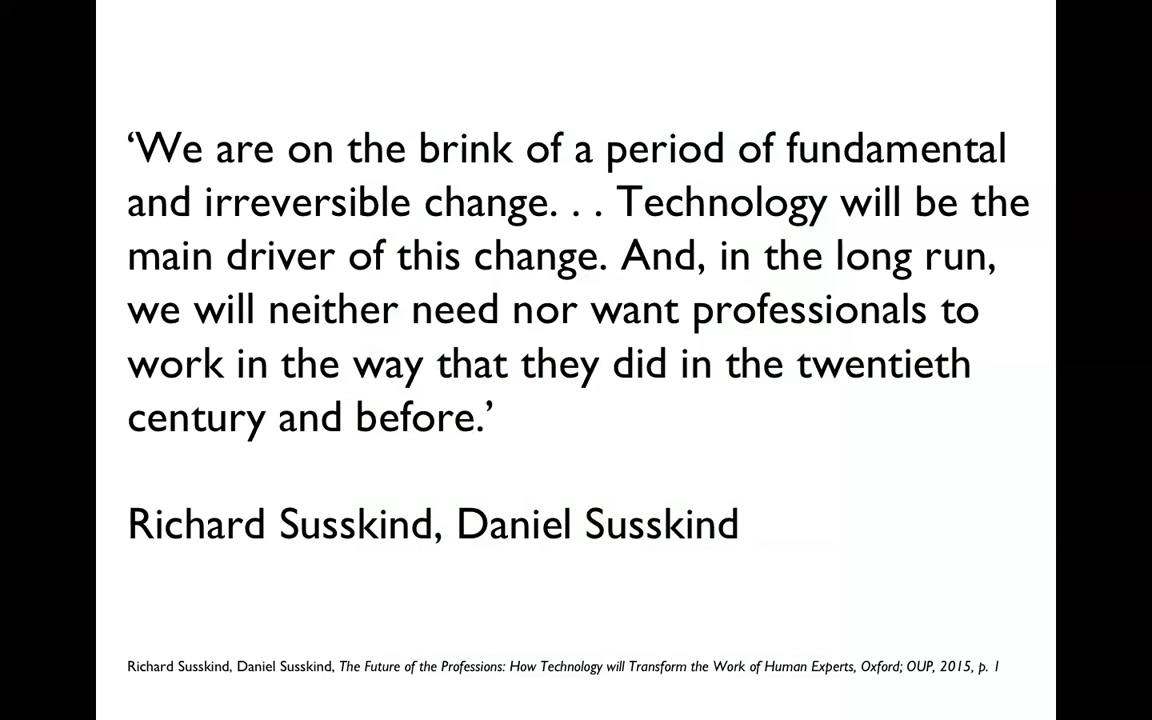 ‘We are on the brink of a period of fundamental
and irreversible change. . . Technology will be the
main driver of this change. And, in the long run,
we will neither need nor want professionals to
work in the way that they did in the twentieth
century and before.’
Richard Susskind, Daniel Susskind
Richard Susskind, Daniel Susskind, The Future of the Professions: How Technology will Transform the Work of Human Experts, Oxford; OUP, 2015, p. 1